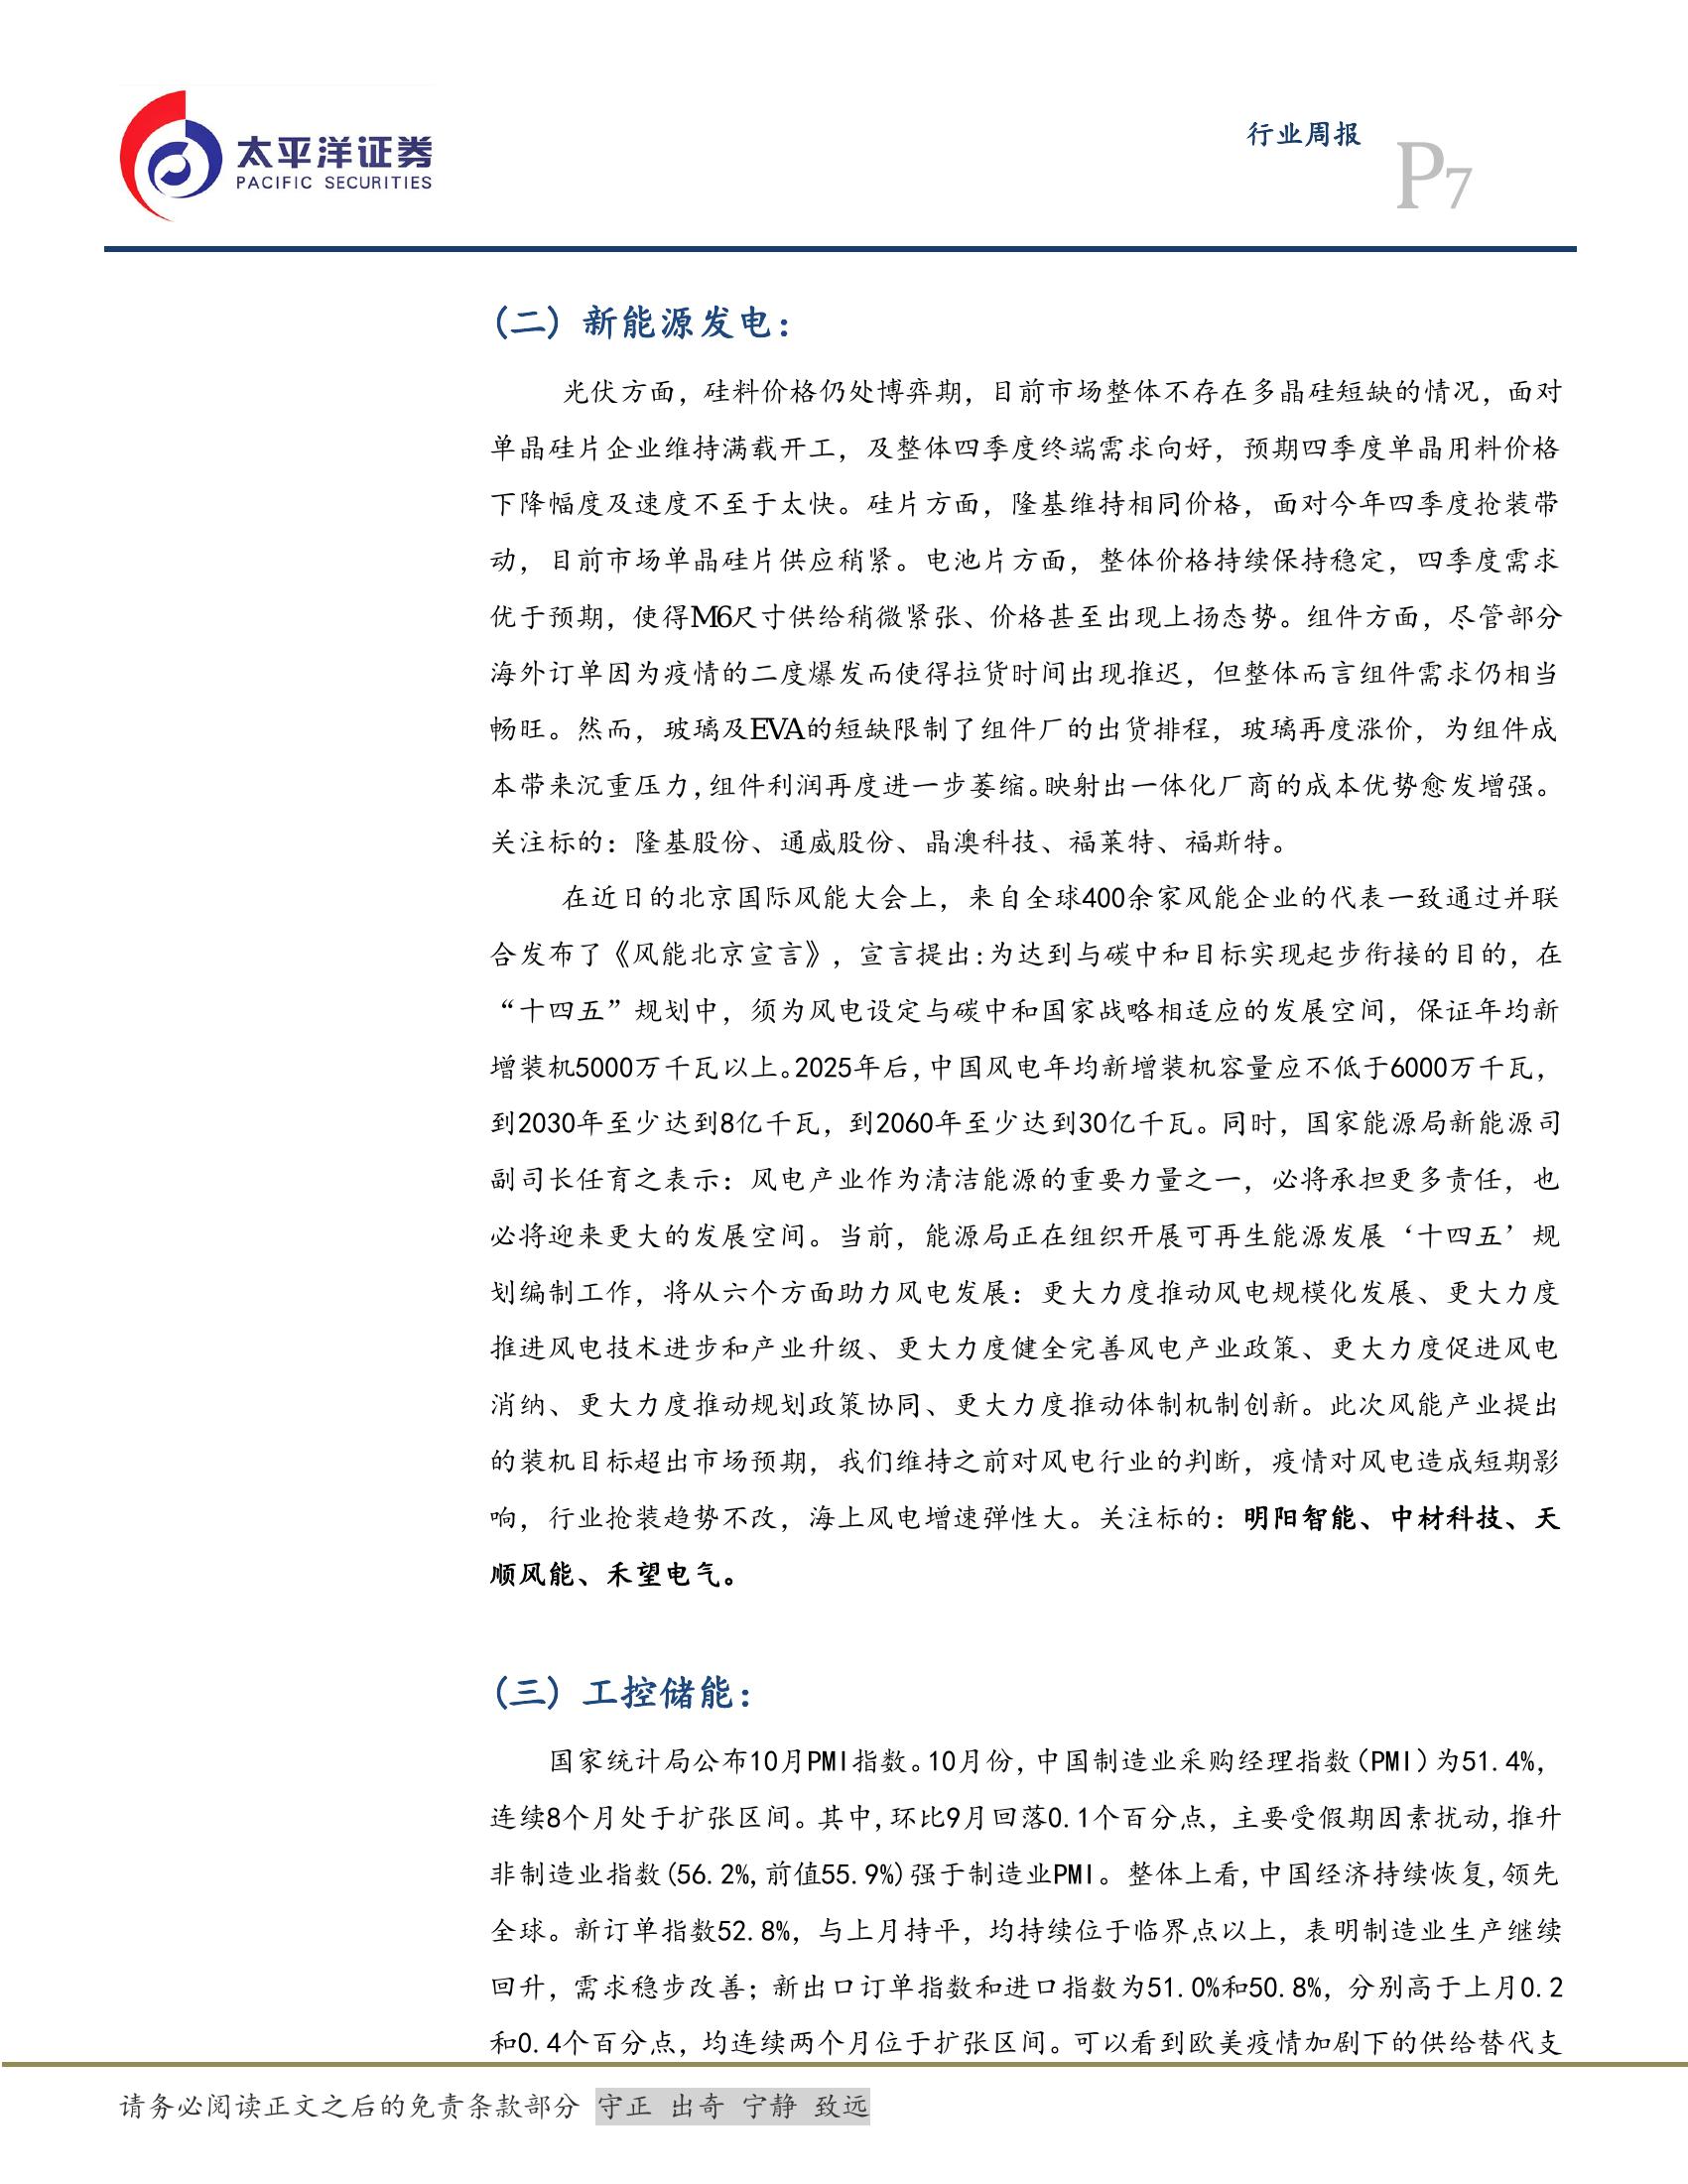 太平洋证券
PACIFIC SECURITIES
行业周报
P7
(二) 新能源发电：
光伏方面，硅料价格仍处博弈期，目前市场整体不存在多晶硅短缺的情况，面对
单晶硅片企业维持满载开工，及整体四季度终端需求向好，预期四季度单晶用料价格
下降幅度及速度不至于太快。硅片方面，隆基维持相同价格，面对今年四季度抢装带
动，目前市场单晶硅片供应稍紧。电池片方面，整体价格持续保持稳定，四季度需求
优于预期，使得M6尺寸供给稍微紧张、价格甚至出现上扬态势。组件方面，尽管部分
海外订单因为疫情的二度爆发而使得拉货时间出现推迟，但整体而言组件需求仍相当
畅旺。然而，玻璃及EVA的短缺限制了组件厂的出货排程，玻璃再度涨价，为组件成
本带来沉重压力,组件利润再度进一步萎缩。映射出一体化厂商的成本优势愈发增强。
关注标的：隆基股份、通威股份、晶澳科技、福莱特、福斯特。
在近日的北京国际风能大会上，来自全球400余家风能企业的代表一致通过并联
合发布了《风能北京宣言》，宣言提出:为达到与碳中和目标实现起步衔接的目的，在
“十四五”规划中，须为风电设定与碳中和国家战略相适应的发展空间，保证年均新
增装机5000万千瓦以上。2025年后,中国风电年均新增装机容量应不低于6000万千瓦，
到2030年至少达到8亿千瓦，到2060年至少达到30亿千瓦。同时，国家能源局新能源司
副司长任育之表示：风电产业作为清洁能源的重要力量之一，必将承担更多责任，也
必将迎来更大的发展空间。当前，能源局正在组织开展可再生能源发展‘十四五’规
划编制工作，将从六个方面助力风电发展：更大力度推动风电规模化发展、更大力度
推进风电技术进步和产业升级、更大力度健全完善风电产业政策、更大力度促进风电
消纳、更大力度推动规划政策协同、更大力度推动体制机制创新。此次风能产业提出
的装机目标超出市场预期，我们维持之前对风电行业的判断，疫情对风电造成短期影
响，行业抢装趋势不改，海上风电增速弹性大。关注标的：明阳智能、中材科技、天
顺风能、禾望电气。
(三) 工控储能：
国家统计局公布10月PMI指数。10月份,中国制造业采购经理指数(PMI)为51.4%,
连续8个月处于扩张区间。其中,环比9月回落0.1个百分点，主要受假期因素扰动,推升
非制造业指数(56.2%,前值55.9%)强于制造业PMI。整体上看,中国经济持续恢复,领先
全球。新订单指数52.8%，与上月持平，均持续位于临界点以上，表明制造业生产继续
回升，需求稳步改善；新出口订单指数和进口指数为51.0%和50.8%，分别高于上月0.2
和0.4个百分点，均连续两个月位于扩张区间。可以看到欧美疫情加剧下的供给替代支
请务必阅读正文之后的免责条款部分 守正 出奇 宁静 致远